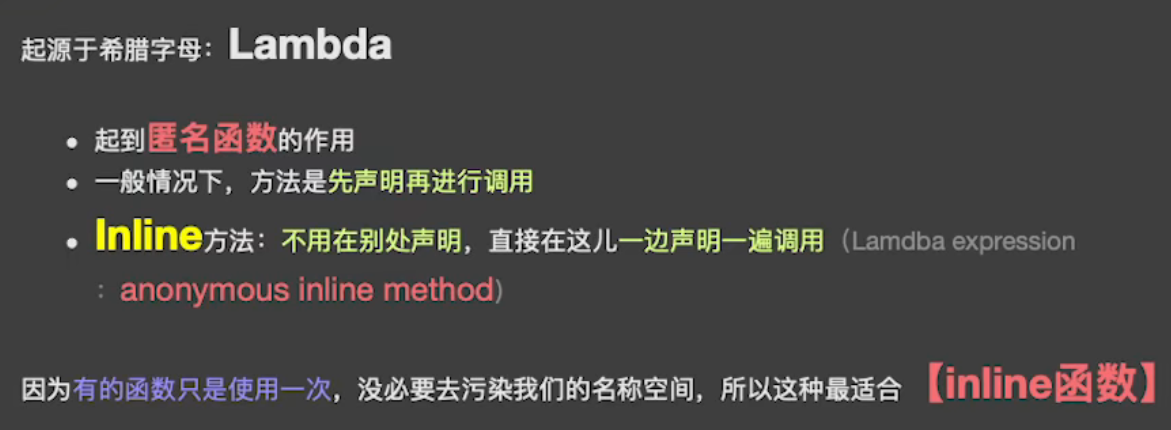 起源于希腊字母：Lambda
• 起到匿名函数的作用
• 一般情况下，方法是先声明再进行调用
• Inline方法：不用在别处声明，直接在这儿一边声明一遍调用（Lamdba expression
：anonymous inline method)
因为有的函数只是使用一次，没必要去污染我们的名称空间，所以这种最适合【inline函数】